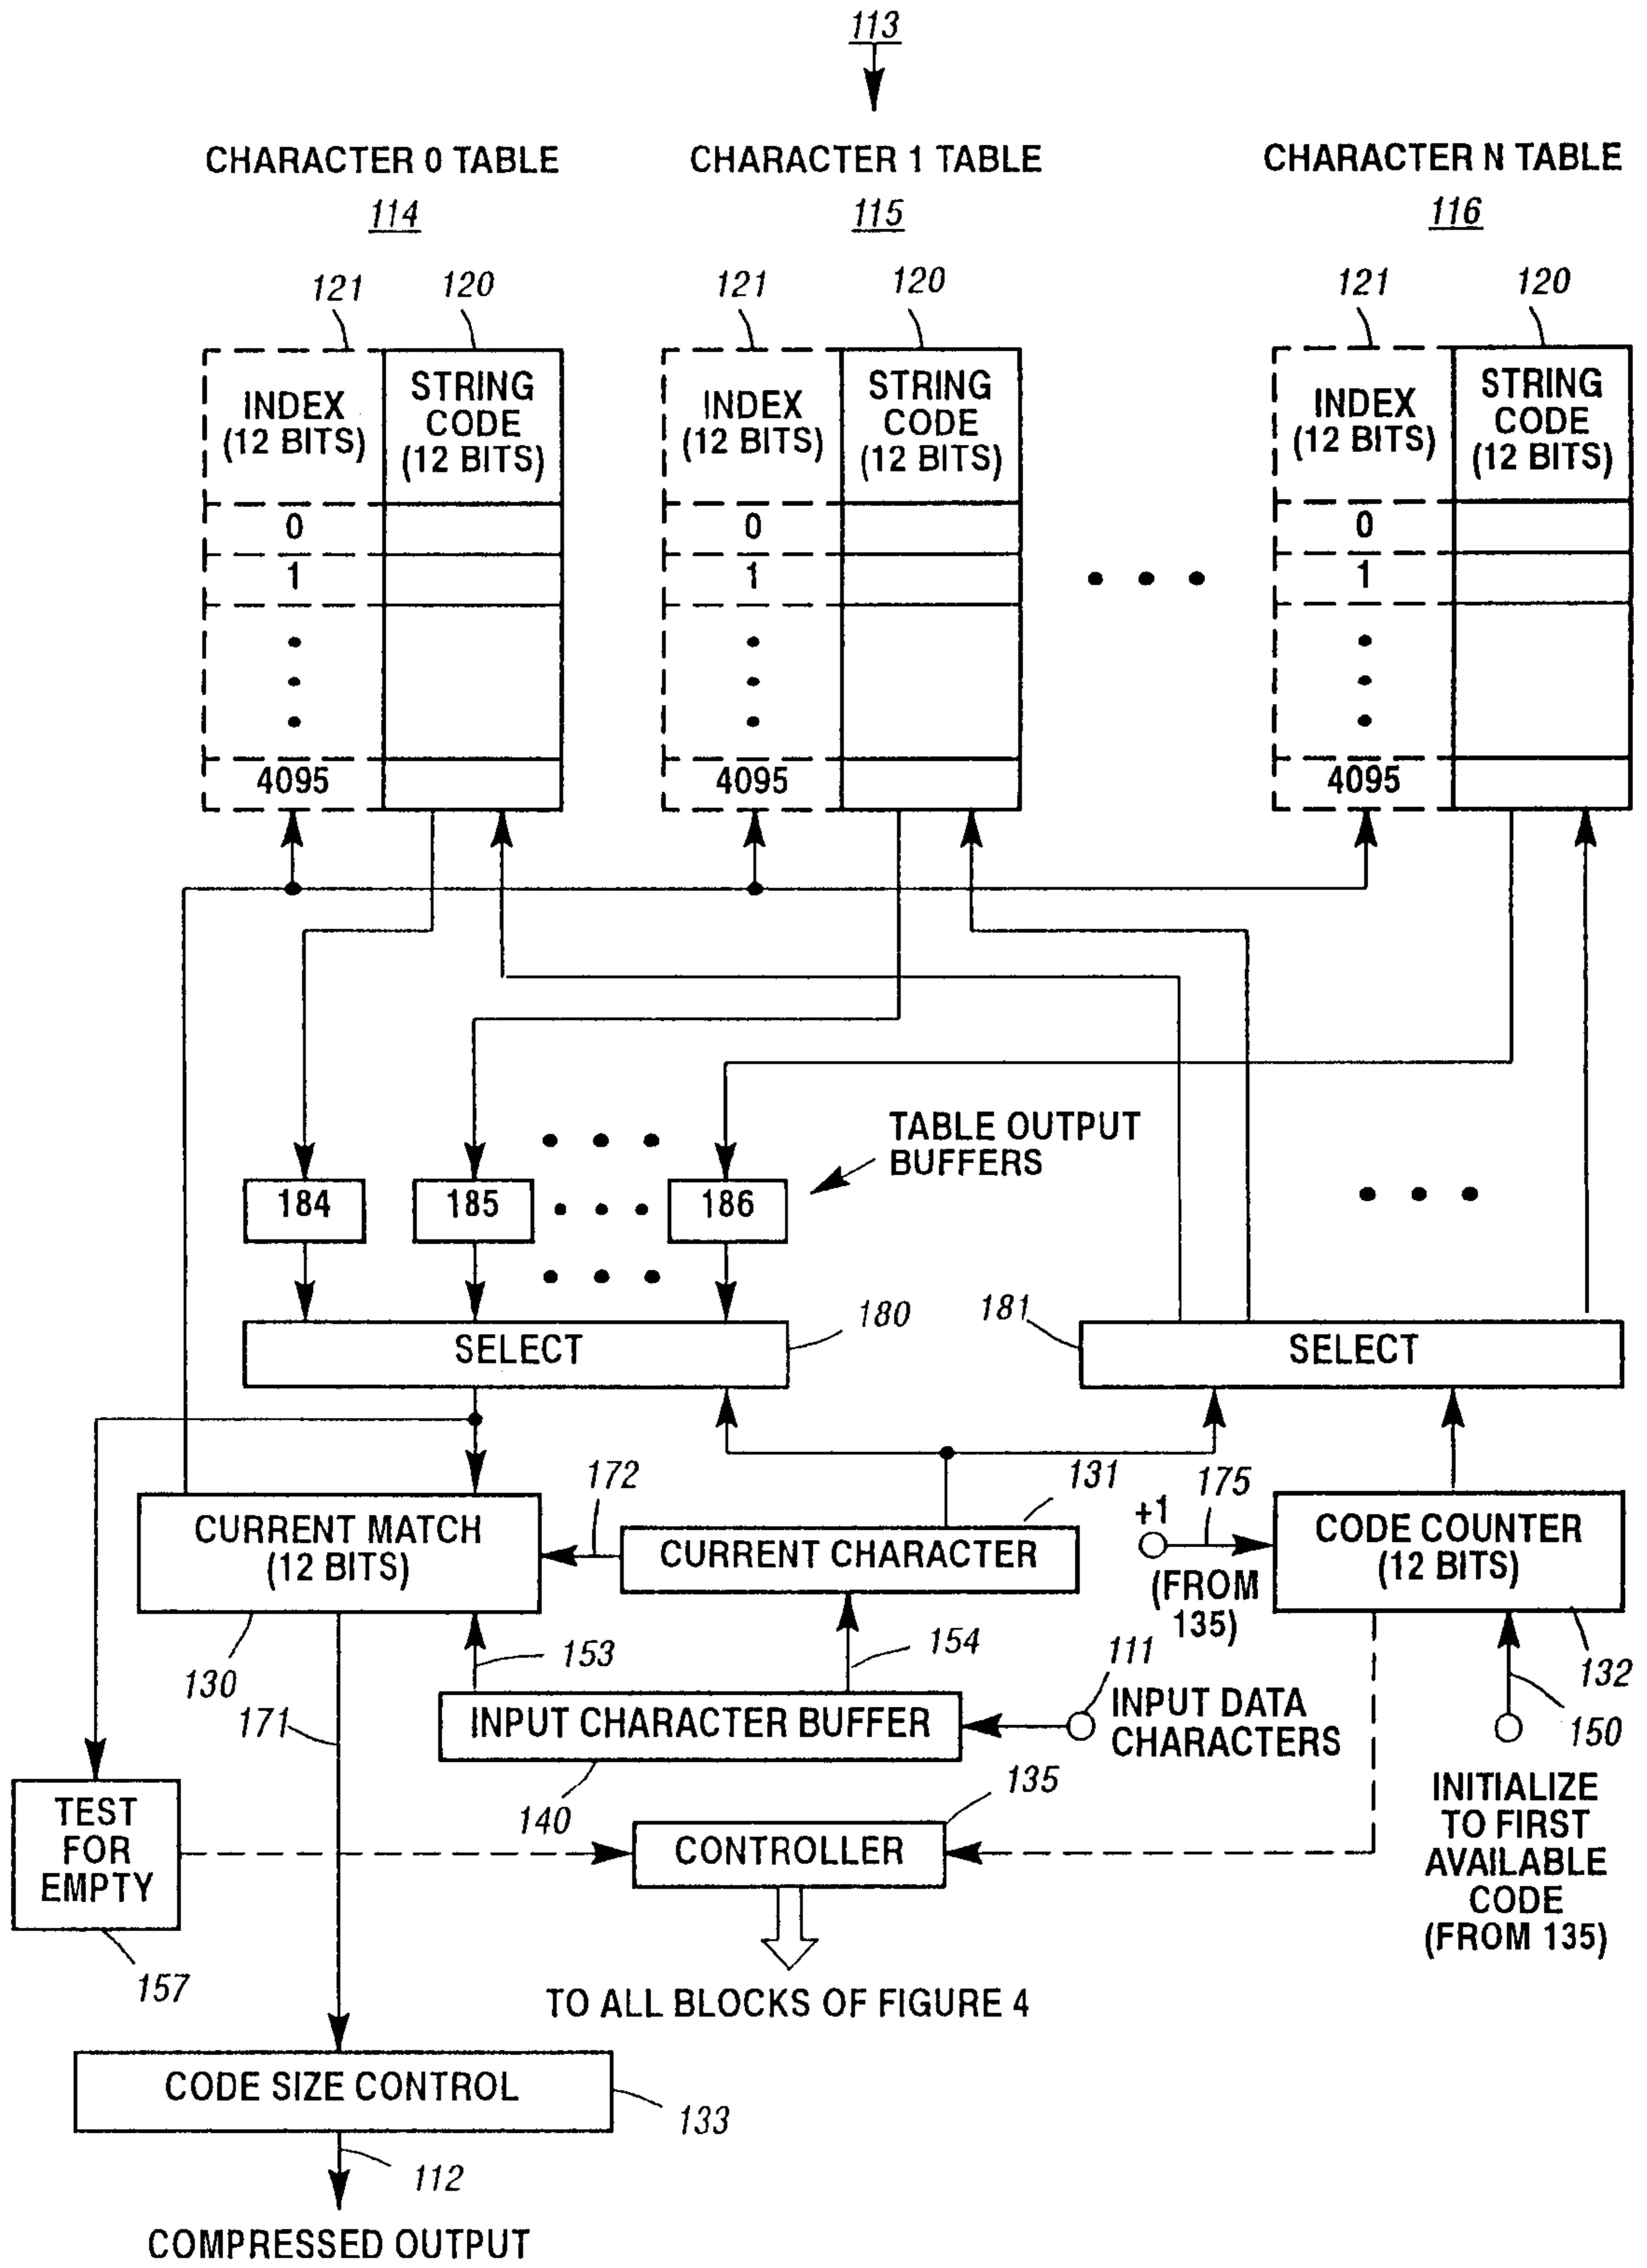 113
CHARACTER 0 TABLE
114
CHARACTER 1 TABLE
115
CHARACTER N TABLE
116
121
120
121
120
121
120
INDEX
(12 BITS)
STRING
CODE
(12 BITS)
INDEX
(12 BITS)
STRING
CODE
(12 BITS)
INDEX
(12 BITS)
STRING
CODE
(12 BITS)
0
0
0
1
1
1
4095
4095
4095
TABLE OUTPUT
BUFFERS
184
185
186
180
181
SELECT
SELECT
172
131
175
+1
(FROM
135)
CURRENT MATCH
(12 BITS)
CURRENT CHARACTER
CODE COUNTER
(12 BITS)
130
153
154
111
132
171
INPUT CHARACTER BUFFER
INPUT DATA
CHARACTERS
150
140
135
INITIALIZE
TO FIRST
AVAILABLE
CODE
(FROM 135)
TEST
FOR
EMPTY
CONTROLLER
157
TO ALL BLOCKS OF FIGURE 4
CODE SIZE CONTROL
133
112
COMPRESSED OUTPUT